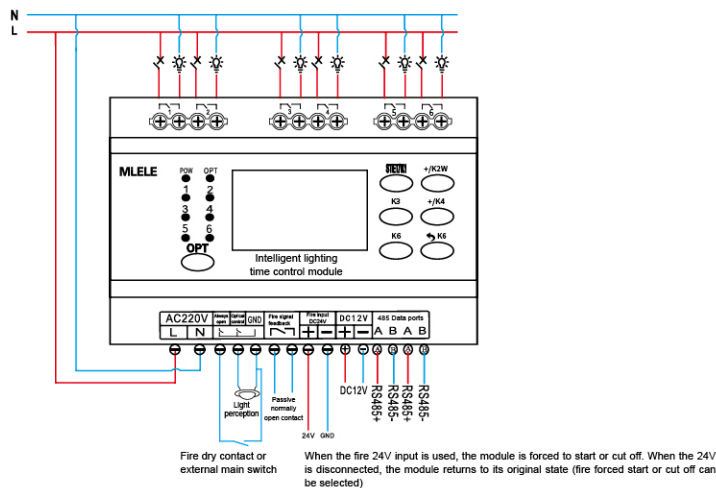 N
L
1 2 3 4 5 6
MLELE
POW OPT
1 2
3 4
5 6
OPT
Intelligent lighting
time control module
+/K2W
K3 +/K4
K6 K6
AC220V
L N
Always
open
Optical
control
GND
Fire signal
feedback
Fire input
DC24V
+ −
DC12V
+ −
485 Data ports
A B A B
+ − A B A B
Light
perception
Passive
normally
open contact
24V GND
DC12V
RS485+
RS485-
RS485+
RS485-
Fire dry contact or
external main switch
When the fire 24V input is used, the module is forced to start or cut off. When the 24V
is disconnected, the module returns to its original state (fire forced start or cut off can
be selected)